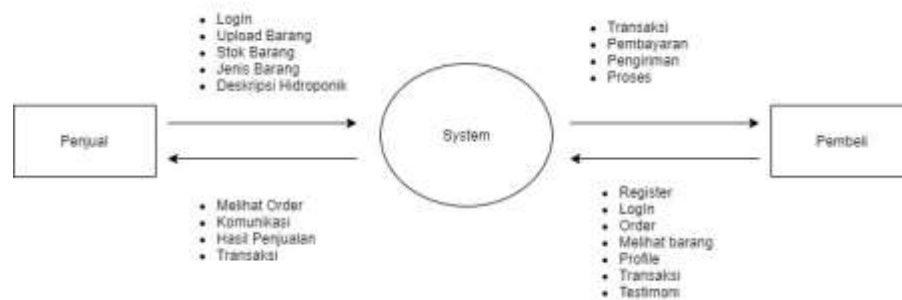 Login
Upload Barang
Stok Barang
Jenis Barang
Deskripsi Hidroponik
Transaksi
Pembayaran
Pengiriman
Proses
Penjual
System
Pembeli
Melihat Order
Komunikasi
Hasil Penjualan
Transaksi
Register
Login
Order
Melihat barang
Profile
Transaksi
Testimoni